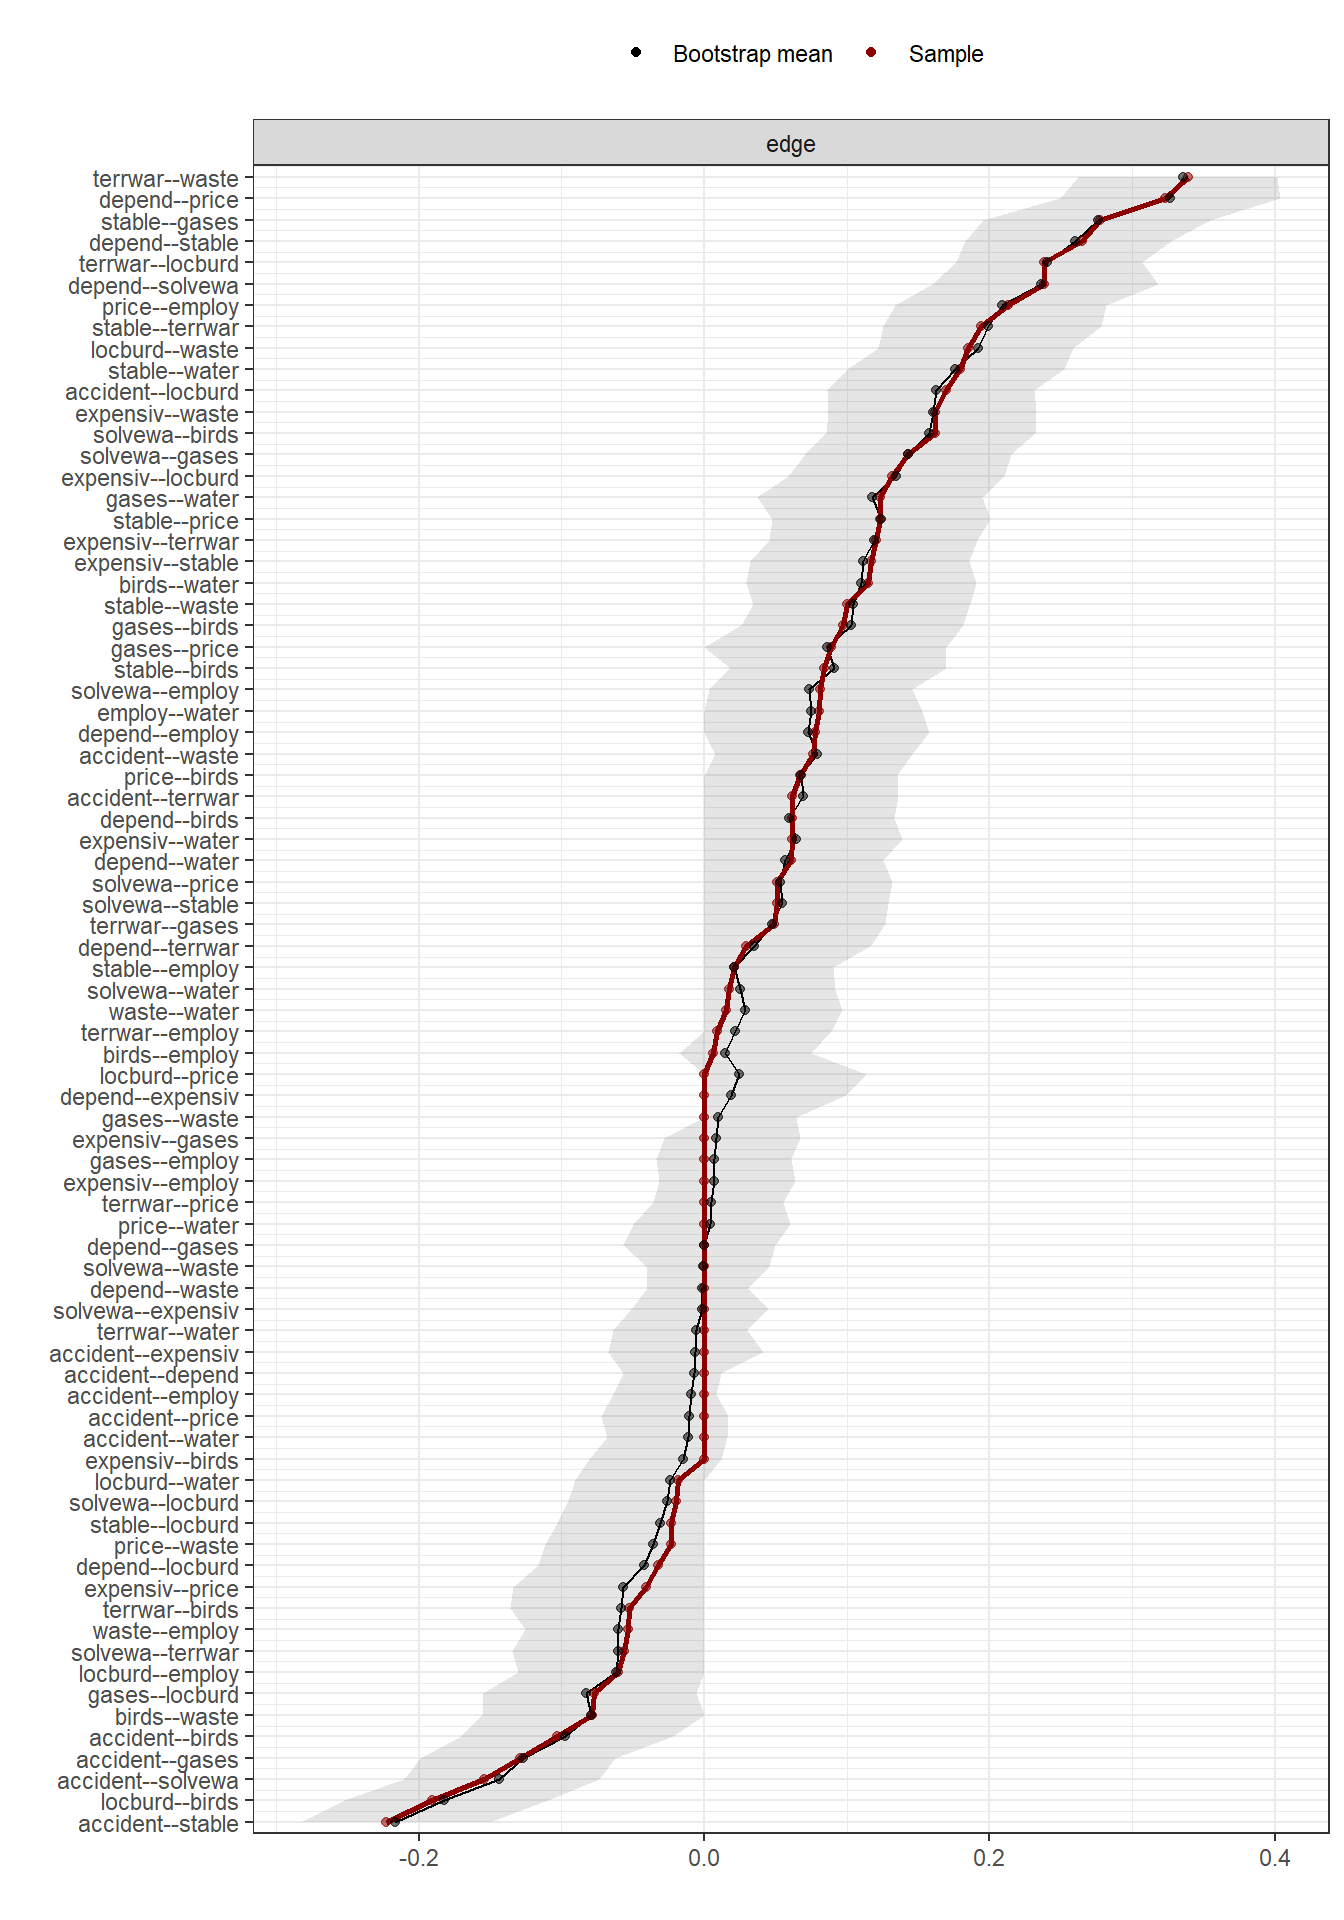 Bootstrap mean Sample
edge
terrwar--waste
depend--price
stable--gases
depend--stable
terrwar--locburd
depend--solvewa
price--employ
stable--terrwar
locburd--waste
stable--water
accident--locburd
expensiv--waste
solvewa--birds
solvewa--gases
expensiv--locburd
gases--water
stable--price
expensiv--terrwar
expensiv--stable
birds--water
stable--waste
gases--birds
gases--price
stable--birds
solvewa--employ
employ--water
depend--employ
accident--waste
price--birds
accident--terrwar
depend--birds
expensiv--water
depend--water
solvewa--price
solvewa--stable
terrwar--gases
depend--terrwar
stable--employ
solvewa--water
waste--water
terrwar--employ
birds--employ
locburd--price
depend--expensiv
gases--waste
expensiv--gases
gases--employ
expensiv--employ
terrwar--price
price--water
depend--gases
solvewa--waste
depend--waste
solvewa--expensiv
terrwar--water
accident--expensiv
accident--depend
accident--employ
accident--price
accident--water
expensiv--birds
locburd--water
solvewa--locburd
stable--locburd
price--waste
depend--locburd
expensiv--price
terrwar--birds
waste--employ
solvewa--terrwar
locburd--employ
gases--locburd
birds--waste
accident--birds
accident--gases
accident--solvewa
locburd--birds
accident--stable
-0.2 0.0 0.2 0.4